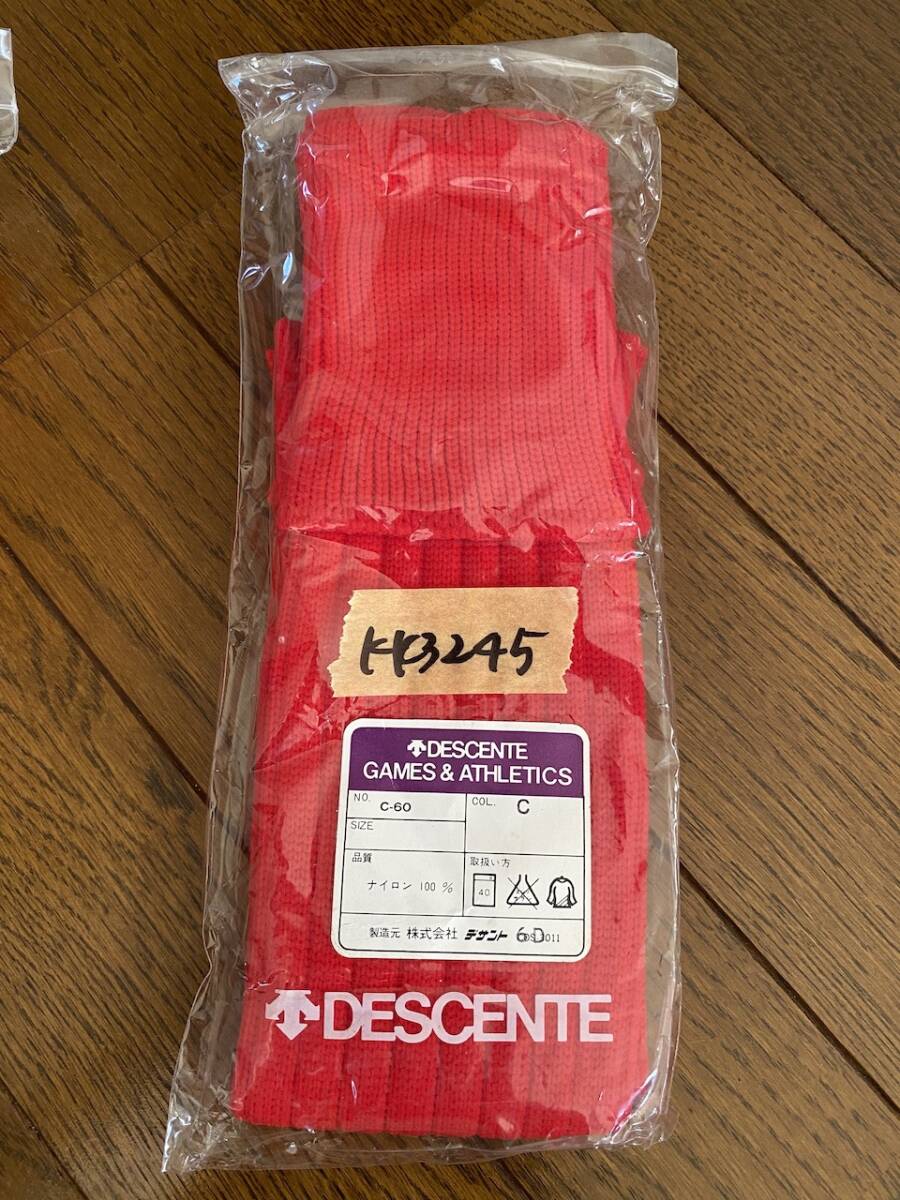 KK3245
DESCENTE
GAMES & ATHLETICS
NO. C-60
COL. C
SIZE
品質
取扱い方
ナイロン 100%
40
製造元 株式会社 デサント 6D
DESCENTE